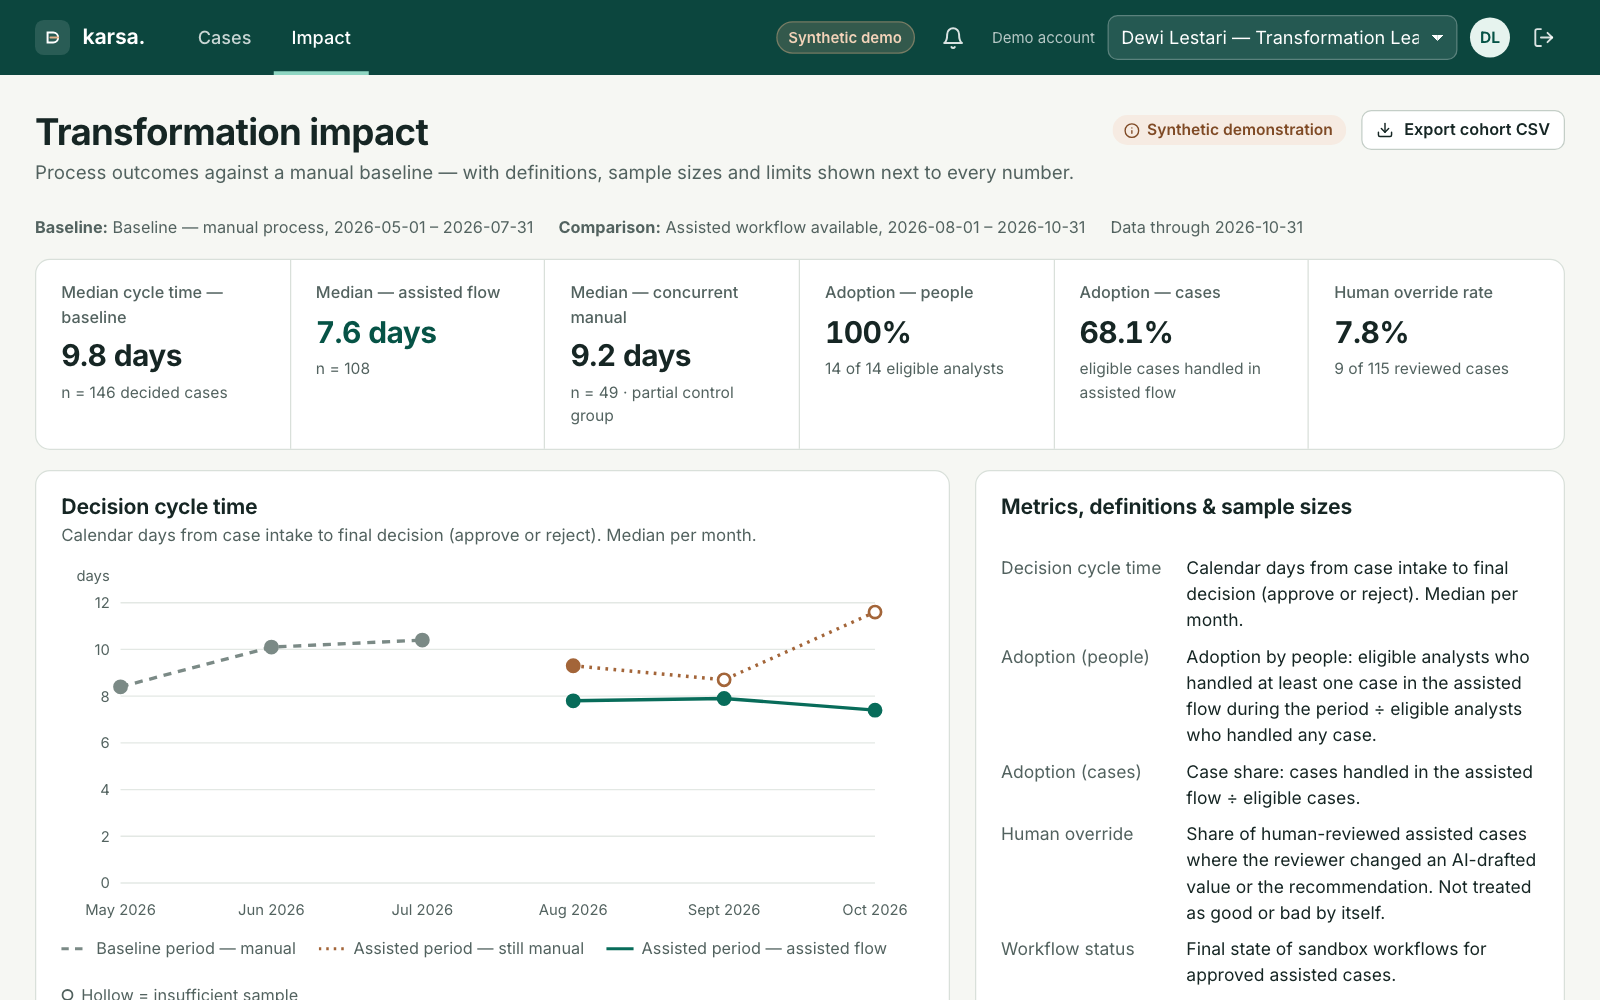 karsa.
Cases
Impact
Synthetic demo
Demo account
Dewi Lestari — Transformation Lea
DL
Transformation impact
Synthetic demonstration
Export cohort CSV
Process outcomes against a manual baseline — with definitions, sample sizes and limits shown next to every number.
Baseline: Baseline — manual process, 2026-05-01 – 2026-07-31
Comparison: Assisted workflow available, 2026-08-01 – 2026-10-31
Data through 2026-10-31
Median cycle time —
baseline
9.8 days
n = 146 decided cases
Median — assisted flow
7.6 days
n = 108
Median — concurrent
manual
9.2 days
n = 49 · partial control
group
Adoption — people
100%
14 of 14 eligible analysts
Adoption — cases
68.1%
eligible cases handled in
assisted flow
Human override rate
7.8%
9 of 115 reviewed cases
Decision cycle time
Calendar days from case intake to final decision (approve or reject). Median per month.
days
12
10
8
6
4
2
0
May 2026
Jun 2026
Jul 2026
Aug 2026
Sept 2026
Oct 2026
Baseline period — manual
Assisted period — still manual
Assisted period — assisted flow
Hollow = insufficient sample
Metrics, definitions & sample sizes
Decision cycle time
Calendar days from case intake to final
decision (approve or reject). Median per
month.
Adoption (people)
Adoption by people: eligible analysts who
handled at least one case in the assisted
flow during the period ÷ eligible analysts
who handled any case.
Adoption (cases)
Case share: cases handled in the assisted
flow ÷ eligible cases.
Human override
Share of human-reviewed assisted cases
where the reviewer changed an AI-drafted
value or the recommendation. Not treated
as good or bad by itself.
Workflow status
Final state of sandbox workflows for
approved assisted cases.